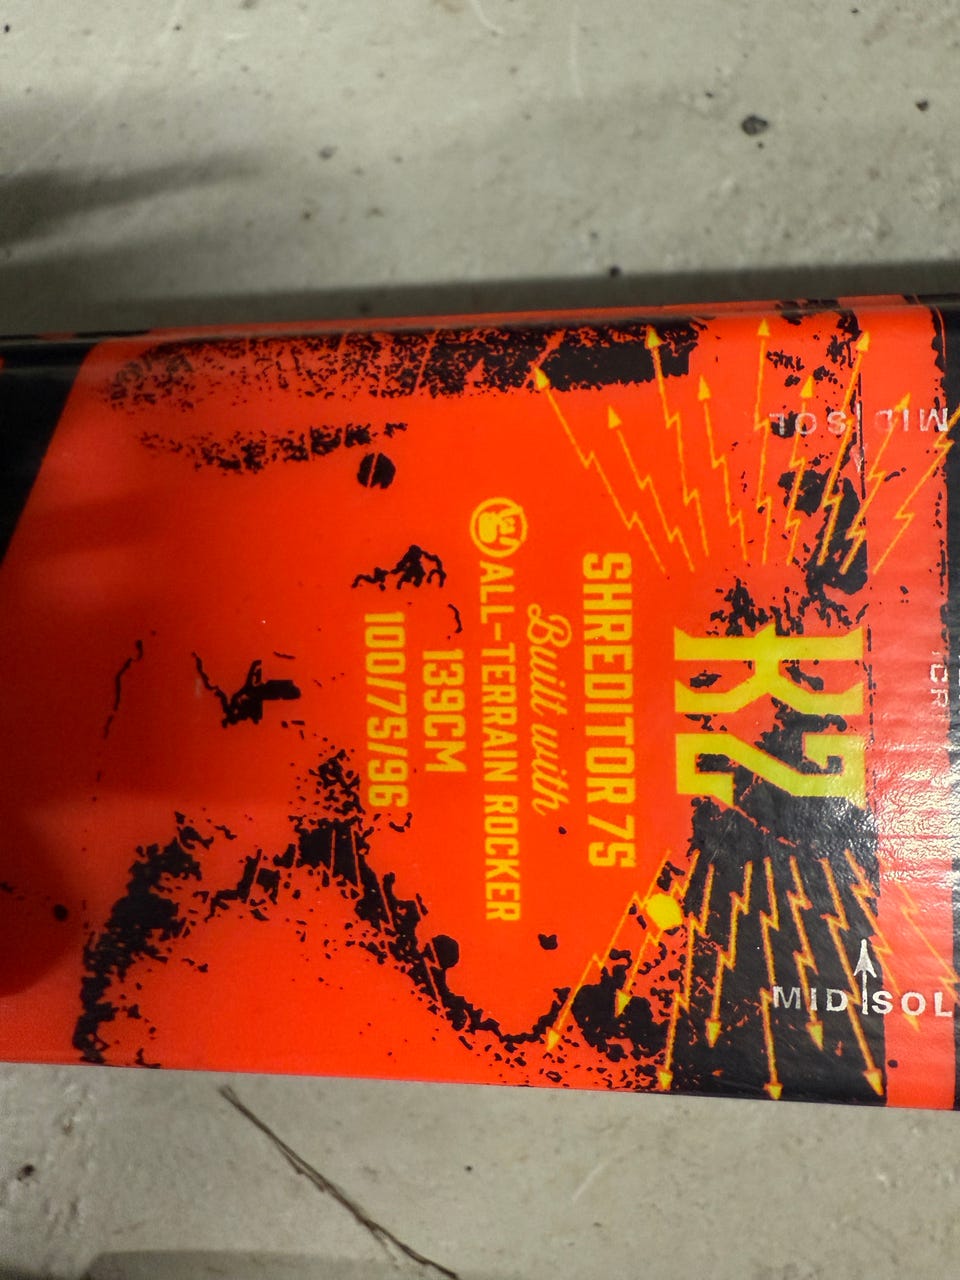 K2
SHREDITOR 75
Built with
ALL-TERRAIN ROCKER
139CM
100/75/96
MID SOL
MID SOL